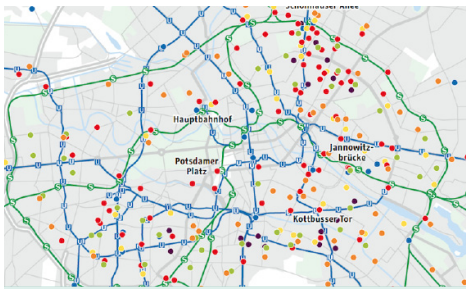 Schönhauser Allee
Hauptbahnhof
Jannowitz-
brücke
Potsdamer
Platz
Kottbusser Tor